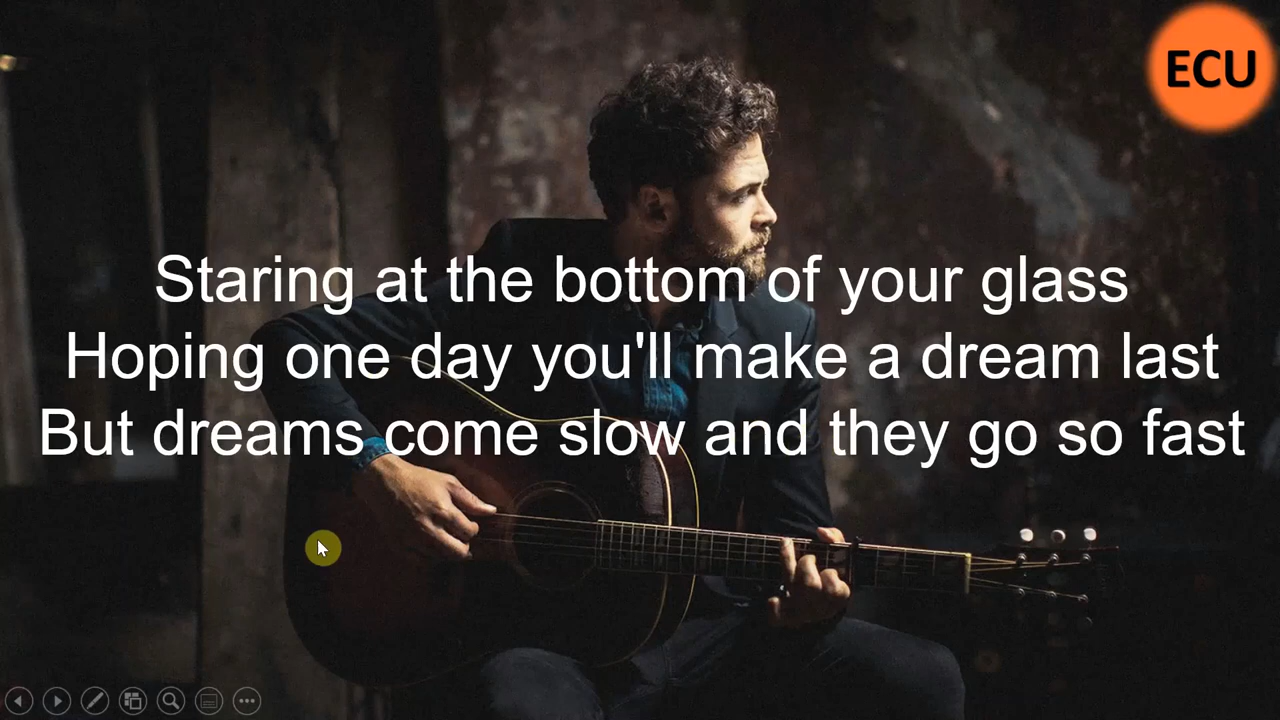 ECU
Staring at the bottom of your glass
Hoping one day you'll make a dream last
But dreams come slow and they go so fast